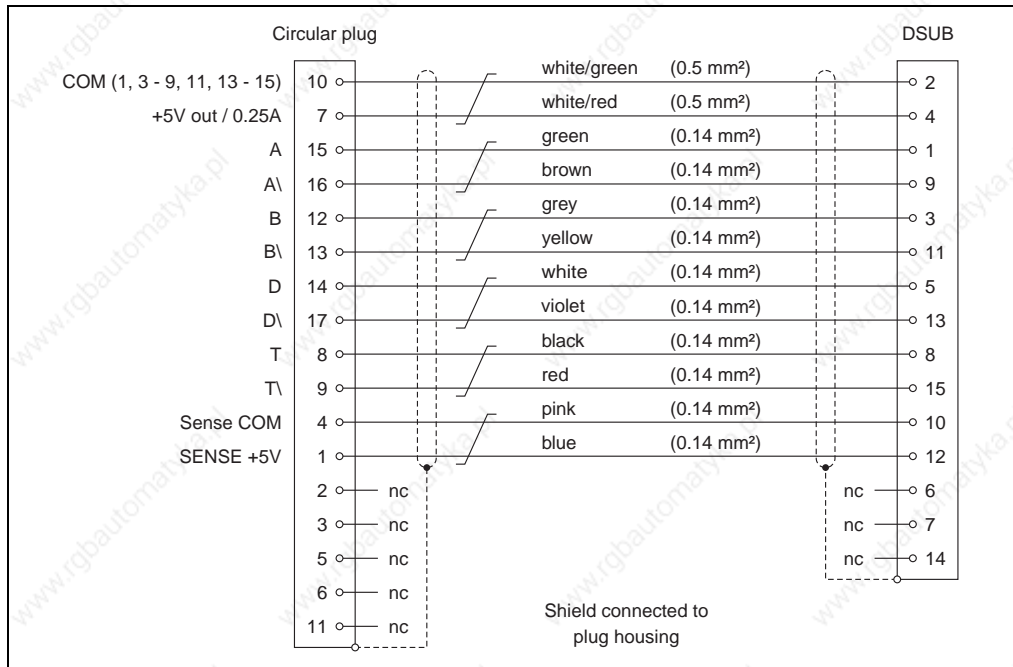 Circular plug DSUB
COM (1, 3 - 9, 11, 13 - 15) 10 white/green (0.5 mm²) 2
+5V out / 0.25A 7 white/red (0.5 mm²) 4
A 15 green (0.14 mm²) 1
A\ 16 brown (0.14 mm²) 9
B 12 grey (0.14 mm²) 3
B\ 13 yellow (0.14 mm²) 11
D 14 white (0.14 mm²) 5
D\ 17 violet (0.14 mm²) 13
T 8 black (0.14 mm²) 8
T\ 9 red (0.14 mm²) 15
Sense COM 4 pink (0.14 mm²) 10
SENSE +5V 1 blue (0.14 mm²) 12
2 nc nc 6
3 nc nc 7
5 nc nc 14
6 nc
11 nc
Shield connected to
plug housing
www.rgbautomatyka.pl